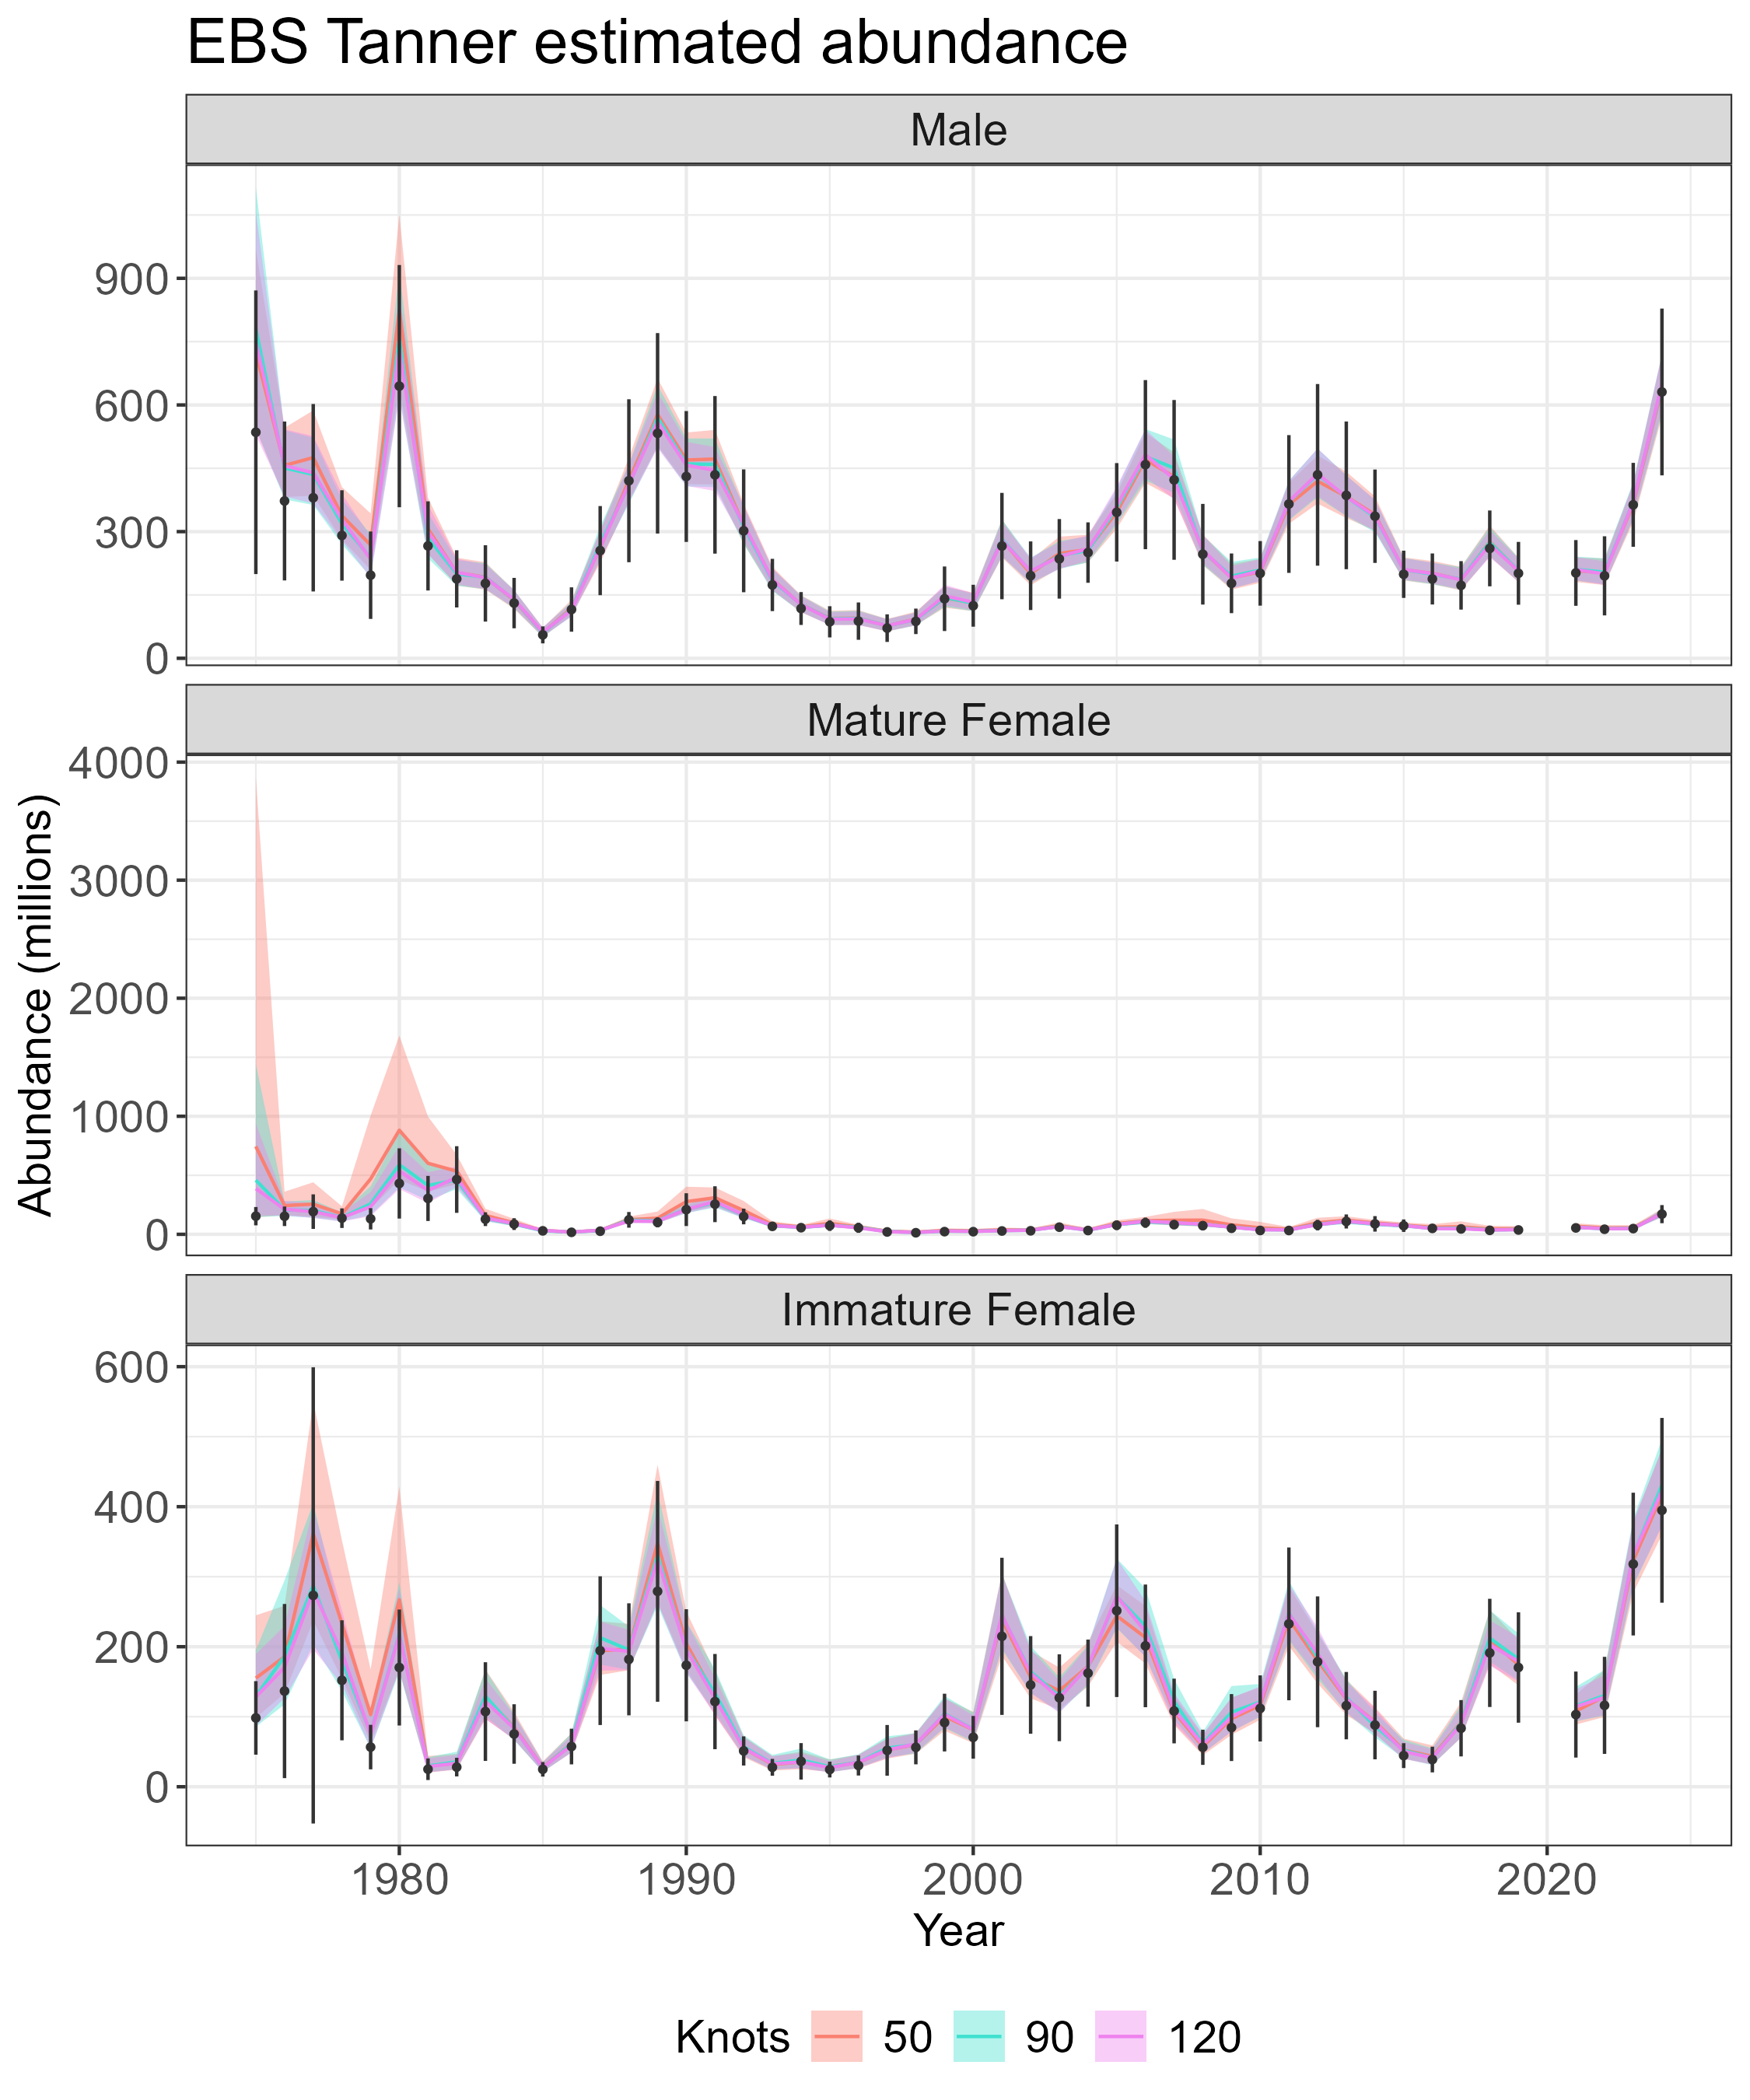 EBS Tanner estimated abundance
Male
900
600
300
0
Mature Female
4000
3000
2000
1000
0
Abundance (millions)
Immature Female
600
400
200
0
1980 1990 2000 2010 2020
Year
Knots 50 90 120